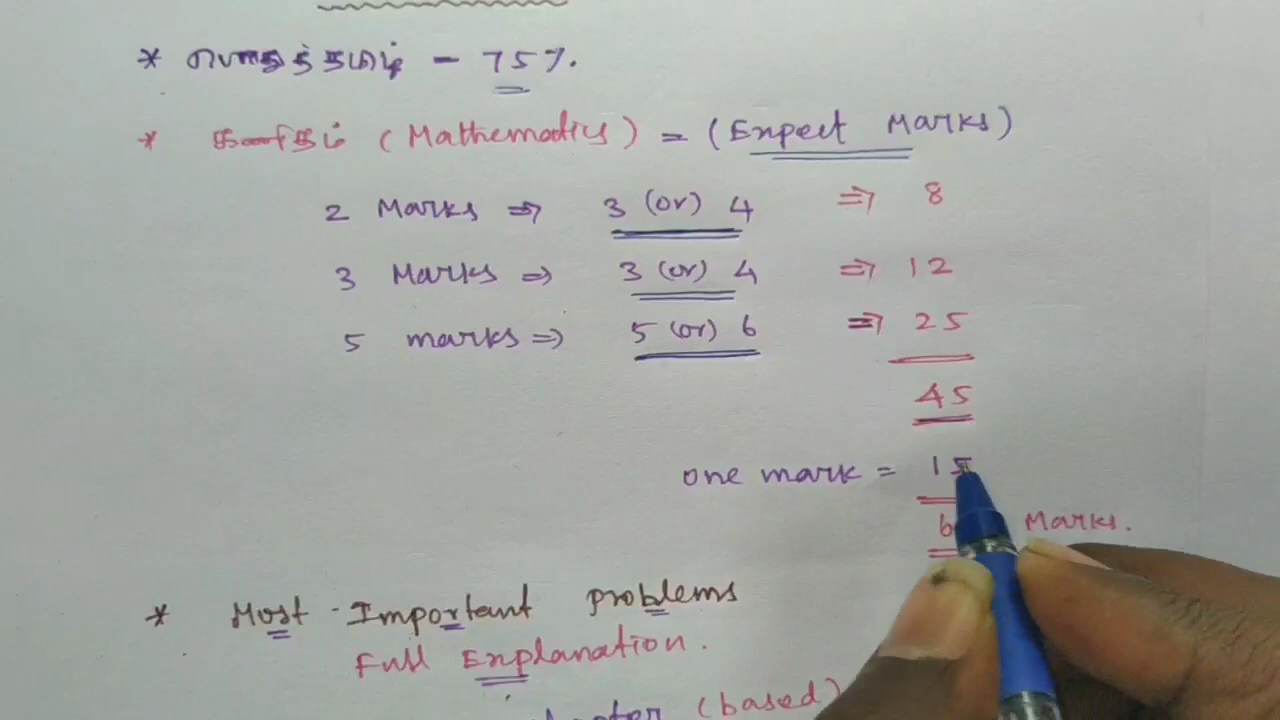 * பொதுத்தமிழ் - 75%.
* கணிதம் (Mathematics) = (Expect Marks)
2 Marks ⇒ 3 (or) 4 ⇒ 8
3 Marks ⇒ 3 (or) 4 ⇒ 12
5 marks ⇒ 5 (or) 6 ⇒ 25
45
one mark = 15
Marks.
* Most Important problems
Full Explanation.
(based)